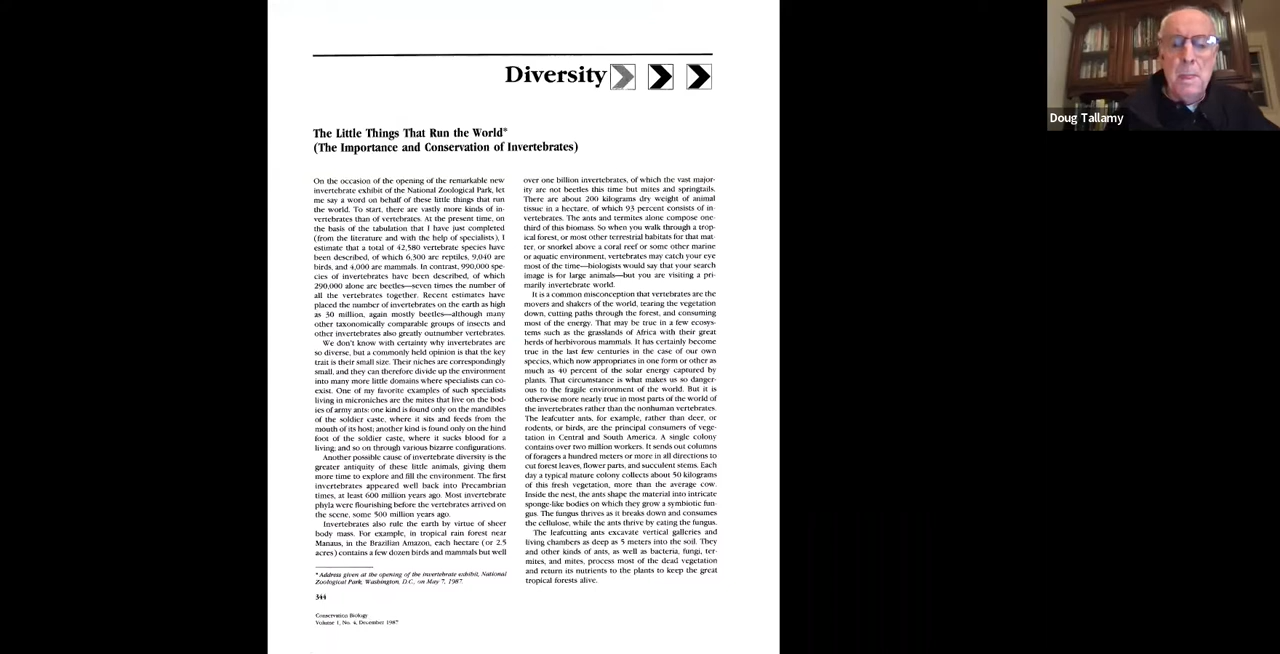 Diversity
Doug Tallamy
The Little Things That Run the World*
(The Importance and Conservation of Invertebrates)
On the occasion of the opening of the remarkable new
invertebrate exhibit of the National Zoological Park, let
me say a word on behalf of these little things that run
the world. To start, there are vastly more kinds of in-
vertebrates than of vertebrates. At the present time, on
the basis of the tabulation that I have just completed
(from the literature and with the help of specialists), I
estimate that a total of 42,580 vertebrate species have
been described, of which 6,300 are reptiles, 9,040 are
birds, and 4,000 are mammals. In contrast, 990,000 spe-
cies of invertebrates have been described, of which
290,000 alone are beetles—seven times the number of
all the vertebrates together. Recent estimates have
placed the number of invertebrates on the earth as high
as 30 million, again mostly beetles—although many
other taxonomically comparable groups of insects and
other invertebrates also greatly outnumber vertebrates.
We don't know with certainty why invertebrates are
so diverse, but a commonly held opinion is that the key
trait is their small size. Their niches are correspondingly
small, and they can therefore divide up the environment
into many more little domains where specialists can co-
exist. One of my favorite examples of such specialists
living in microniches are the mites that live on the bod-
ies of army ants: one kind is found only on the mandibles
of the soldier caste, where it sits and feeds from the
mouth of its host; another kind is found only on the hind
foot of the soldier caste, where it sucks blood for a
living; and so on through various bizarre configurations.
Another possible cause of invertebrate diversity is the
greater antiquity of these little animals, giving them
more time to explore and fill the environment. The first
invertebrates appeared well back into Precambrian
times, at least 600 million years ago. Most invertebrate
phyla were flourishing before the vertebrates arrived on
the scene, some 500 million years ago.
Invertebrates also rule the earth by virtue of sheer
body mass. For example, in tropical rain forest near
Manaus, in the Brazilian Amazon, each hectare (or 2.5
acres) contains a few dozen birds and mammals but well
* Address given at the opening of the invertebrate exhibit, National
Zoological Park, Washington, D.C., on May 7, 1987.
344
Conservation Biology
Volume 1, No. 4, December 1987
over one billion invertebrates, of which the vast major-
ity are not beetles this time but mites and springtails.
There are about 200 kilograms dry weight of animal
tissue in a hectare, of which 93 percent consists of in-
vertebrates. The ants and termites alone compose one-
third of this biomass. So when you walk through a trop-
ical forest, or most other terrestrial habitats for that mat-
ter, or snorkel above a coral reef or some other marine
or aquatic environment, vertebrates may catch your eye
most of the time—biologists would say that your search
image is for large animals—but you are visiting a pri-
marily invertebrate world.
It is a common misconception that vertebrates are the
movers and shakers of the world, tearing the vegetation
down, cutting paths through the forest, and consuming
most of the energy. That may be true in a few ecosys-
tems such as the grasslands of Africa with their great
herds of herbivorous mammals. It has certainly become
true in the last few centuries in the case of our own
species, which now appropriates in one form or other as
much as 40 percent of the solar energy captured by
plants. That circumstance is what makes us so danger-
ous to the fragile environment of the world. But it is
otherwise more nearly true in most parts of the world of
the invertebrates rather than the nonhuman vertebrates.
The leafcutter ants, for example, rather than deer, or
rodents, or birds, are the principal consumers of vege-
tation in Central and South America. A single colony
contains over two million workers. It sends out columns
of foragers a hundred meters or more in all directions to
cut forest leaves, flower parts, and succulent stems. Each
day a typical mature colony collects about 50 kilograms
of this fresh vegetation, more than the average cow.
Inside the nest, the ants shape the material into intricate
sponge-like bodies on which they grow a symbiotic fun-
gus. The fungus thrives as it breaks down and consumes
the cellulose, while the ants thrive by eating the fungus.
The leafcutting ants excavate vertical galleries and
living chambers as deep as 5 meters into the soil. They
and other kinds of ants, as well as bacteria, fungi, ter-
mites, and mites, process most of the dead vegetation
and return its nutrients to the plants to keep the great
tropical forests alive.